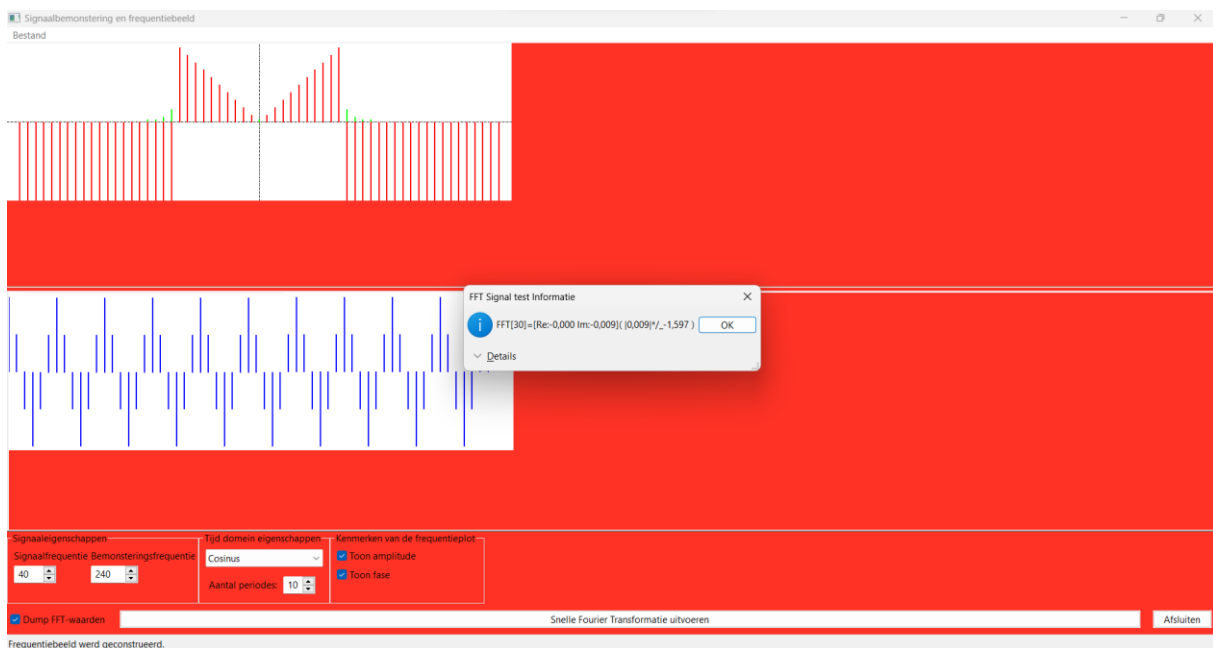 Signaalbemonstering en frequentiebeeld
Bestand
FFT Signal test Informatie
FFT[30]=[Re:-0,000 Im:-0,009]( |0,009|*/_-1,597 )
OK
Details
Signaaleigenschappen
Tijd domein eigenschappen
Kenmerken van de frequentieplot
Signaalfrequentie Bemonsteringsfrequentie
Cosinus
Toon amplitude
40
240
Aantal periodes: 10
Toon fase
Dump FFT-waarden
Snelle Fourier Transformatie uitvoeren
Afsluiten
Frequentiebeeld werd geconstrueerd.